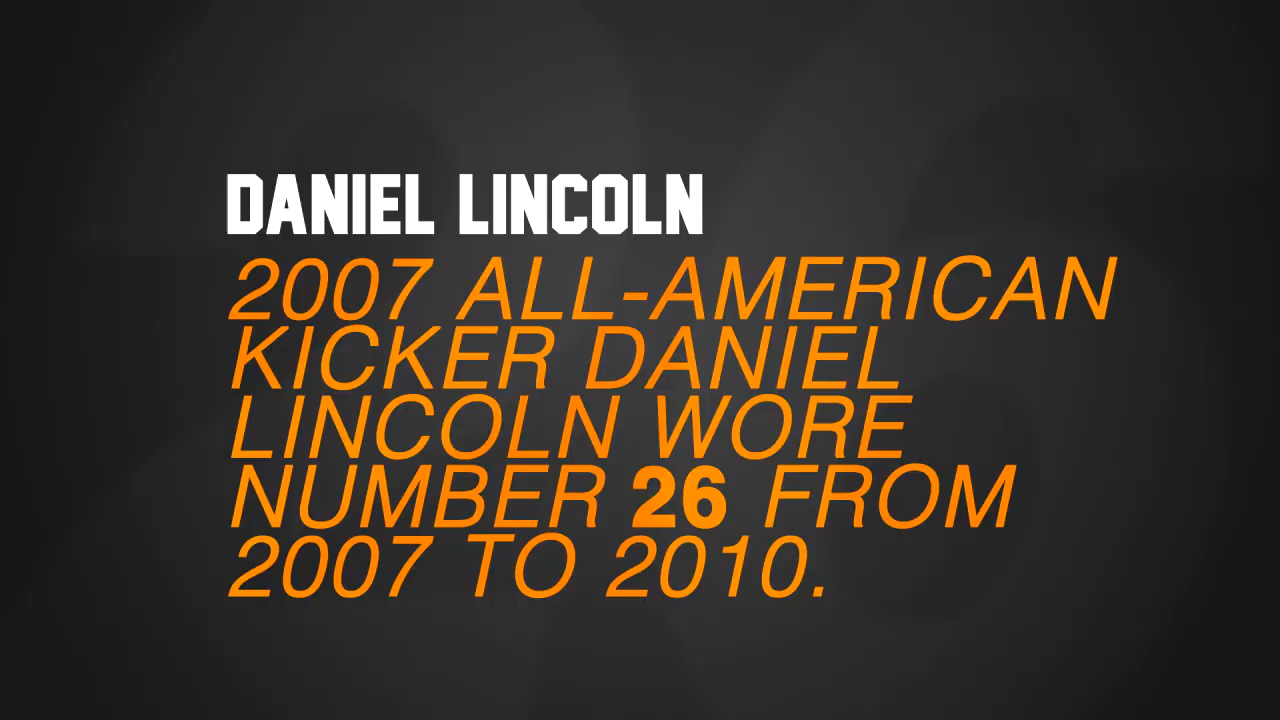 DANIEL LINCOLN
2007 ALL-AMERICAN
KICKER DANIEL
LINCOLN WORE
NUMBER 26 FROM
2007 TO 2010.